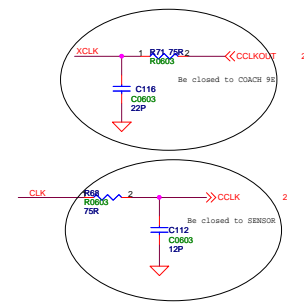 XCLK 1 R71 75R 2 CCLKOUT 2
R0603
Be closed to COACH 9E
C116
C0603
22P
CLK R68 2 CCLK 2
R0603
75R
Be closed to SENSOR
C112
C0603
12P